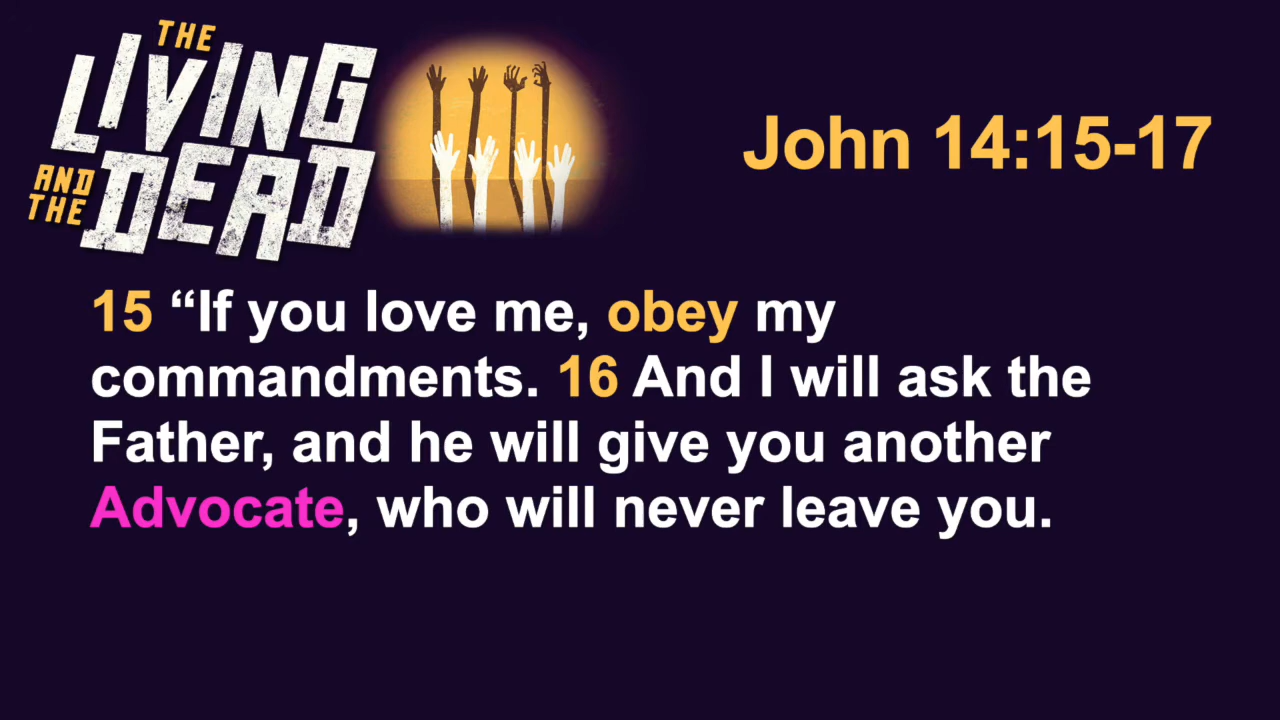 THE
LIVING
AND THE
DEAD
John 14:15-17
15 “If you love me, obey my
commandments. 16 And I will ask the
Father, and he will give you another
Advocate, who will never leave you.